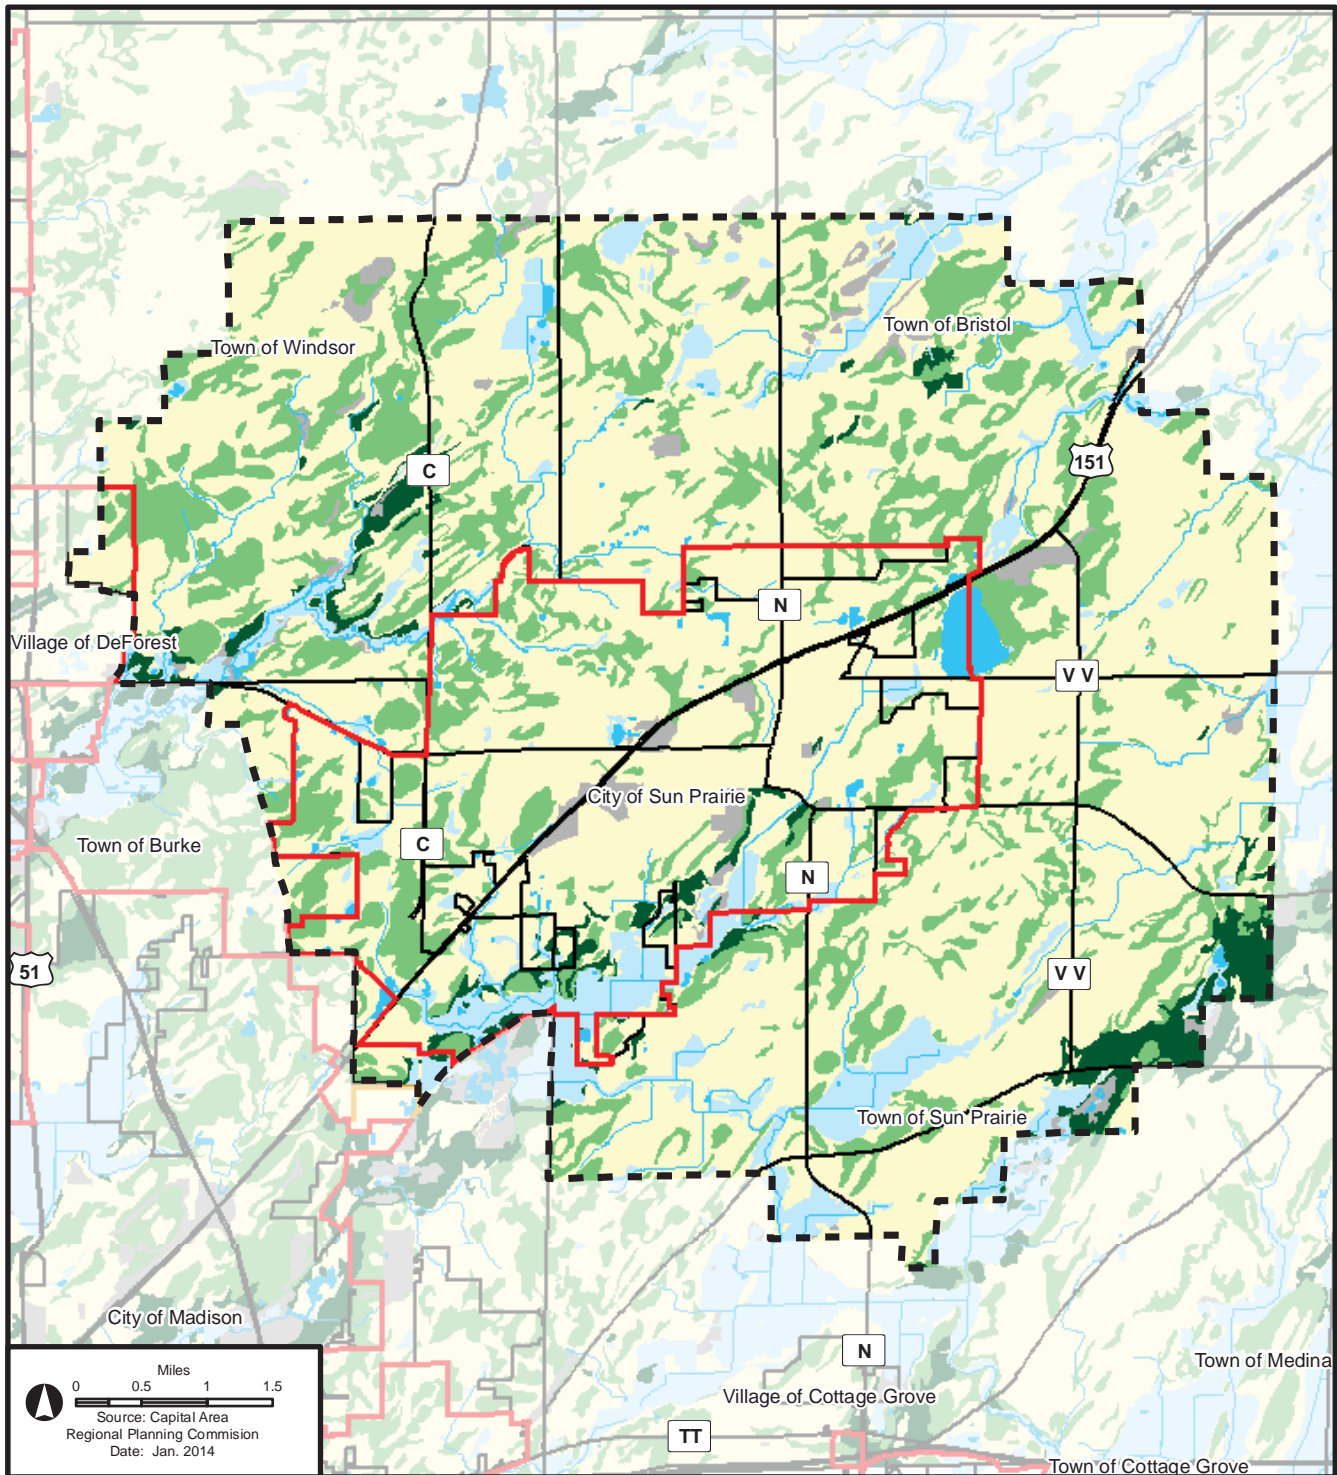 Town of Bristol
Town of Windsor
151
C
N
Village of DeForest
V V
City of Sun Prairie
Town of Burke
C
N
51
V V
Town of Sun Prairie
City of Madison
N
Town of Medina
Miles
0 0.5 1 1.5
Source: Capital Area
Regional Planning Commision
Date: Jan. 2014
Village of Cottage Grove
TT
Town of Cottage Grove